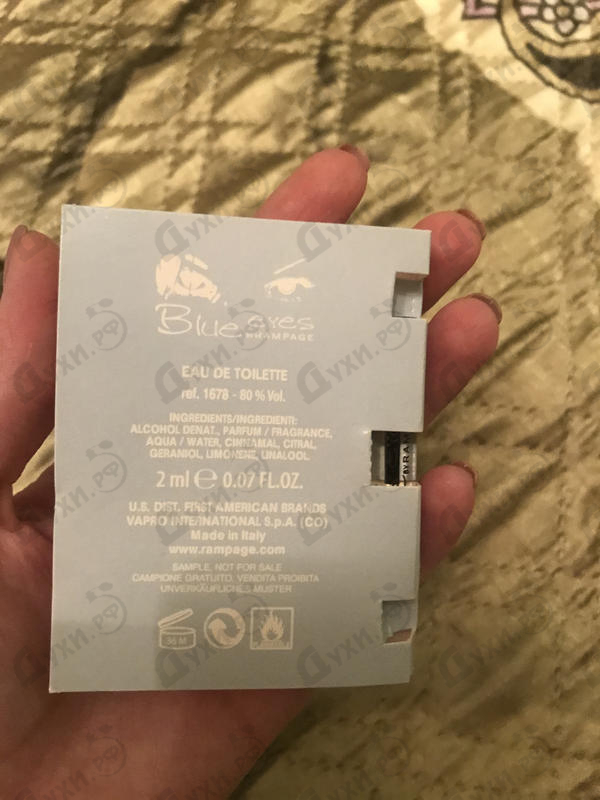 Blue eyes
BY RAMPAGE
EAU DE TOILETTE
ref. 1678 - 80 % Vol.
INGREDIENTS/INGREDIENTI:
ALCOHOL DENAT., PARFUM / FRAGRANCE,
AQUA / WATER, CINNAMAL, CITRAL,
GERANIOL, LIMONENE, LINALOOL.
2 ml e 0.07 FL.OZ.
U.S. DIST. FIRST AMERICAN BRANDS
VAPRO INTERNATIONAL S.p.A. (CO)
Made in Italy
www.rampage.com
SAMPLE, NOT FOR SALE
CAMPIONE GRATUITO, VENDITA PROIBITA
UNVERKÄUFLICHES MUSTER
36 M
Духи.рф